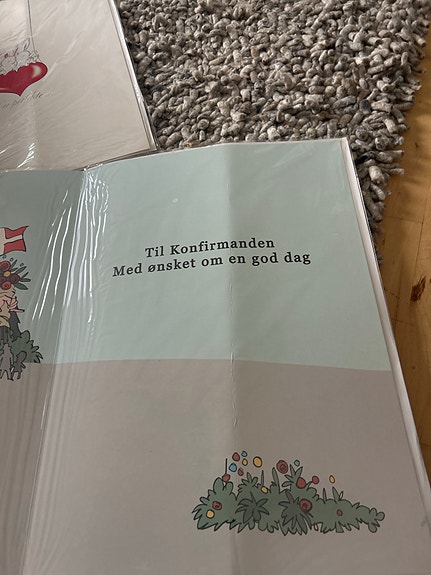 Til Konfirmanden
Med ønsket om en god dag